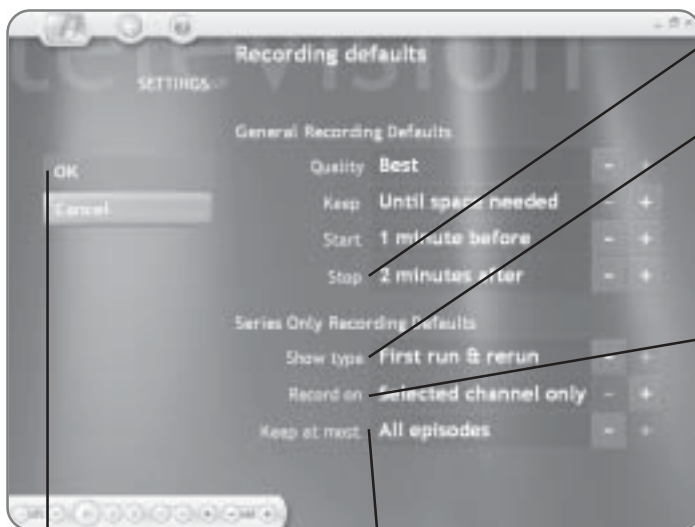 television
Recording defaults
SETTINGS
General Recording Defaults
OK
Quality Best - +
Cancel
Keep Until space needed - +
Start 1 minute before - +
Stop 2 minutes after - +
Series Only Recording Defaults
Show type First run & rerun - +
Record on Selected channel only - +
Keep at most All episodes - +